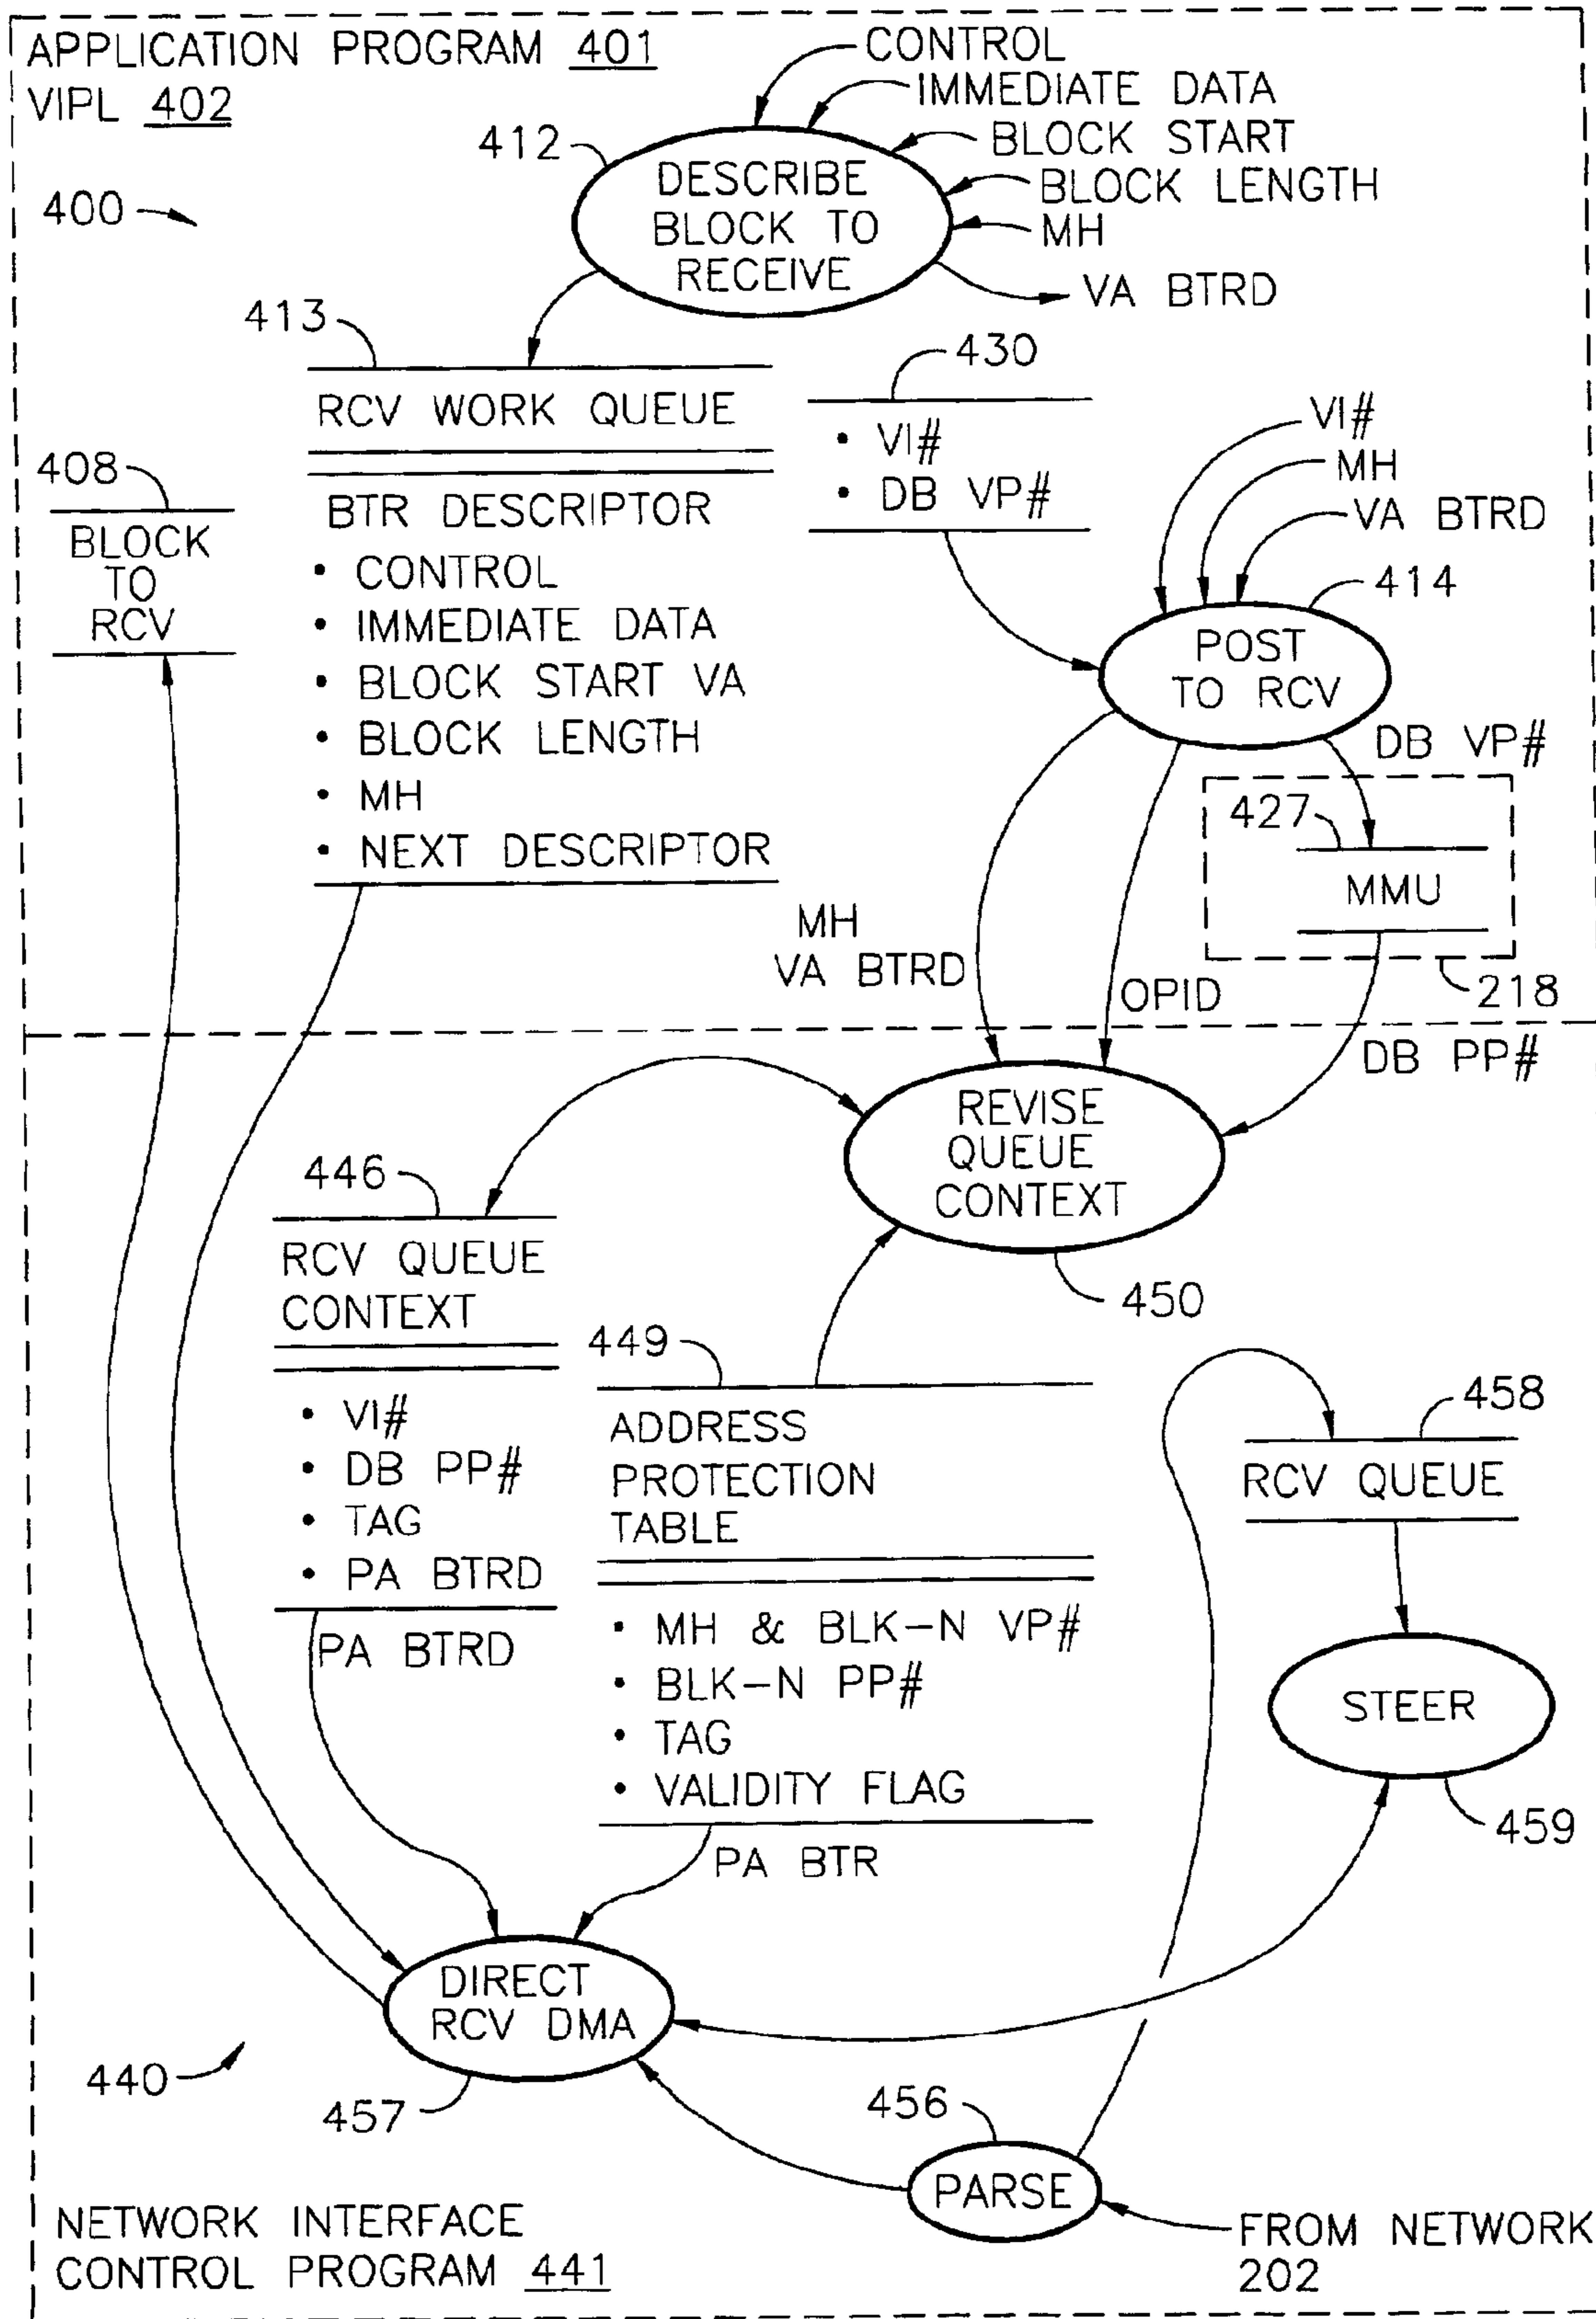 APPLICATION PROGRAM 401
VIPL 402
400
CONTROL
IMMEDIATE DATA
BLOCK START
BLOCK LENGTH
MH
VA BTRD
412
DESCRIBE
BLOCK TO
RECEIVE
413
RCV WORK QUEUE
BTR DESCRIPTOR
• CONTROL
• IMMEDIATE DATA
• BLOCK START VA
• BLOCK LENGTH
• MH
• NEXT DESCRIPTOR
408
BLOCK
TO
RCV
430
• VI#
• DB VP#
VI#
MH
VA BTRD
414
POST
TO RCV
DB VP#
427
MMU
218
MH
VA BTRD
OPID
DB PP#
REVISE
QUEUE
CONTEXT
450
446
RCV QUEUE
CONTEXT
• VI#
• DB PP#
• TAG
• PA BTRD
PA BTRD
449
ADDRESS
PROTECTION
TABLE
• MH & BLK-N VP#
• BLK-N PP#
• TAG
• VALIDITY FLAG
PA BTR
458
RCV QUEUE
STEER
459
DIRECT
RCV DMA
457
440
456
PARSE
FROM NETWORK
202
NETWORK INTERFACE
CONTROL PROGRAM 441